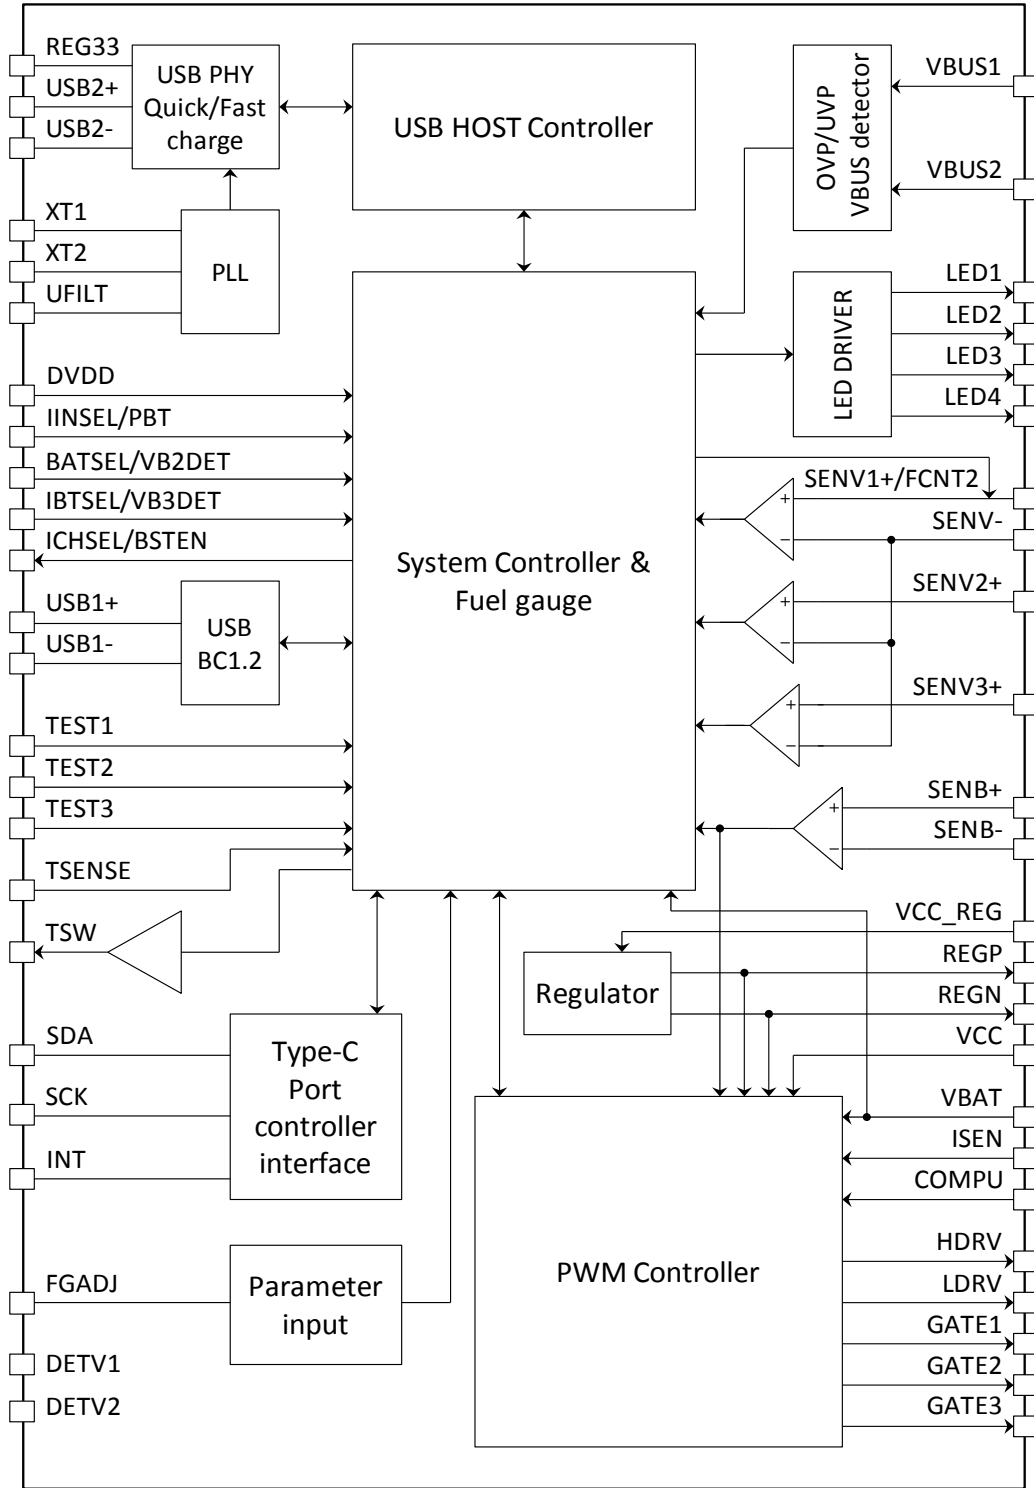 REG33
USB2+
USB2-
USB PHY
Quick/Fast
charge
USB HOST Controller
OVP/UVP
VBUS detector
VBUS1
VBUS2
XT1
XT2
UFILT
PLL
LED DRIVER
LED1
LED2
LED3
LED4
DVDD
IINSEL/PBT
BATSEL/VB2DET
IBTSEL/VB3DET
ICHSEL/BSTEN
USB1+
USB1-
USB
BC1.2
System Controller &
Fuel gauge
SENV1+/FCNT2
SENV-
+
−
SENV2+
+
−
SENV3+
+ -
− -
SENB+
SENB-
+
−
TEST1
TEST2
TEST3
TSENSE
TSW
VCC_REG
REGP
REGN
VCC
Regulator
SDA
SCK
INT
Type-C
Port
controller
interface
VBAT
ISEN
COMPU
HDRV
LDRV
GATE1
GATE2
GATE3
PWM Controller
FGADJ
Parameter
input
DETV1
DETV2